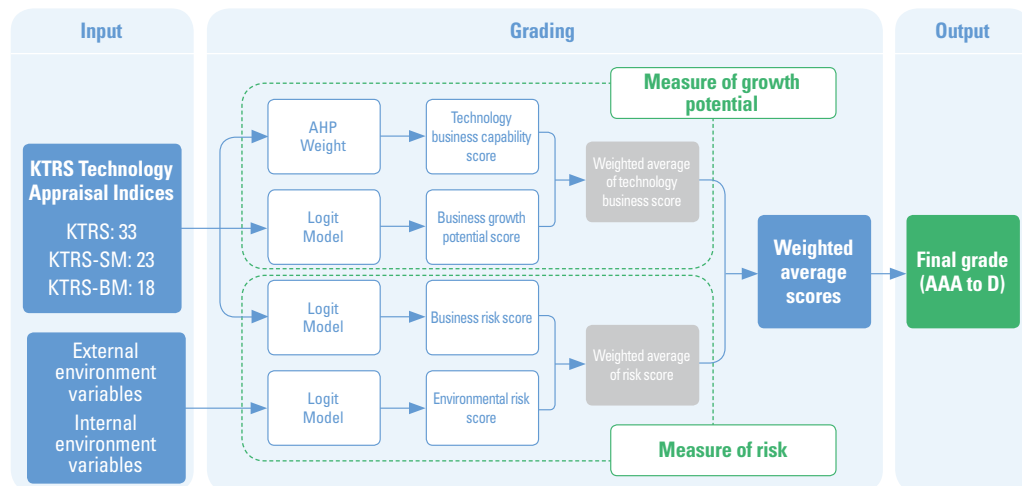 Input
Grading
Output
KTRS Technology
Appraisal Indices
KTRS: 33
KTRS-SM: 23
KTRS-BM: 18
External
environment
variables
Internal
environment
variables
Measure of growth
potential
AHP
Weight
Technology
business capability
score
Logit
Model
Business growth
potential score
Weighted average
of technology
business score
Logit
Model
Business risk score
Logit
Model
Environmental risk
score
Weighted average
of risk score
Measure of risk
Weighted
average
scores
Final grade
(AAA to D)